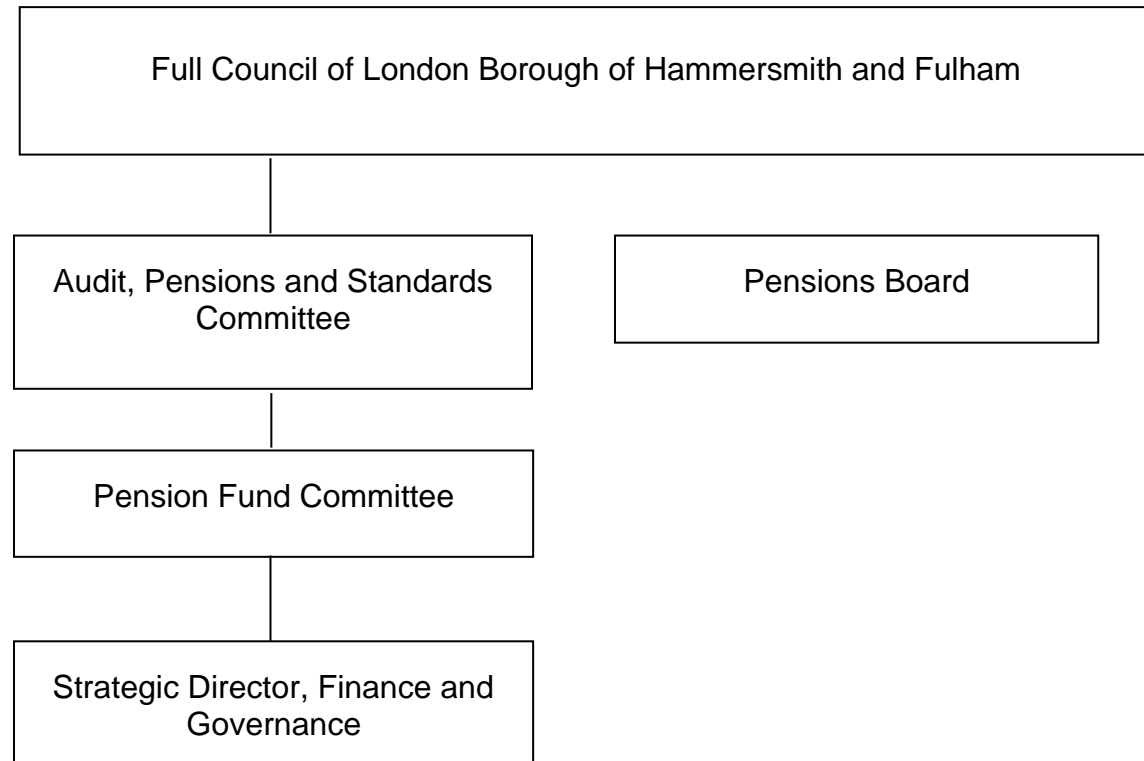 Full Council of London Borough of Hammersmith and Fulham
Audit, Pensions and Standards
Committee
Pensions Board
Pension Fund Committee
Strategic Director, Finance and
Governance